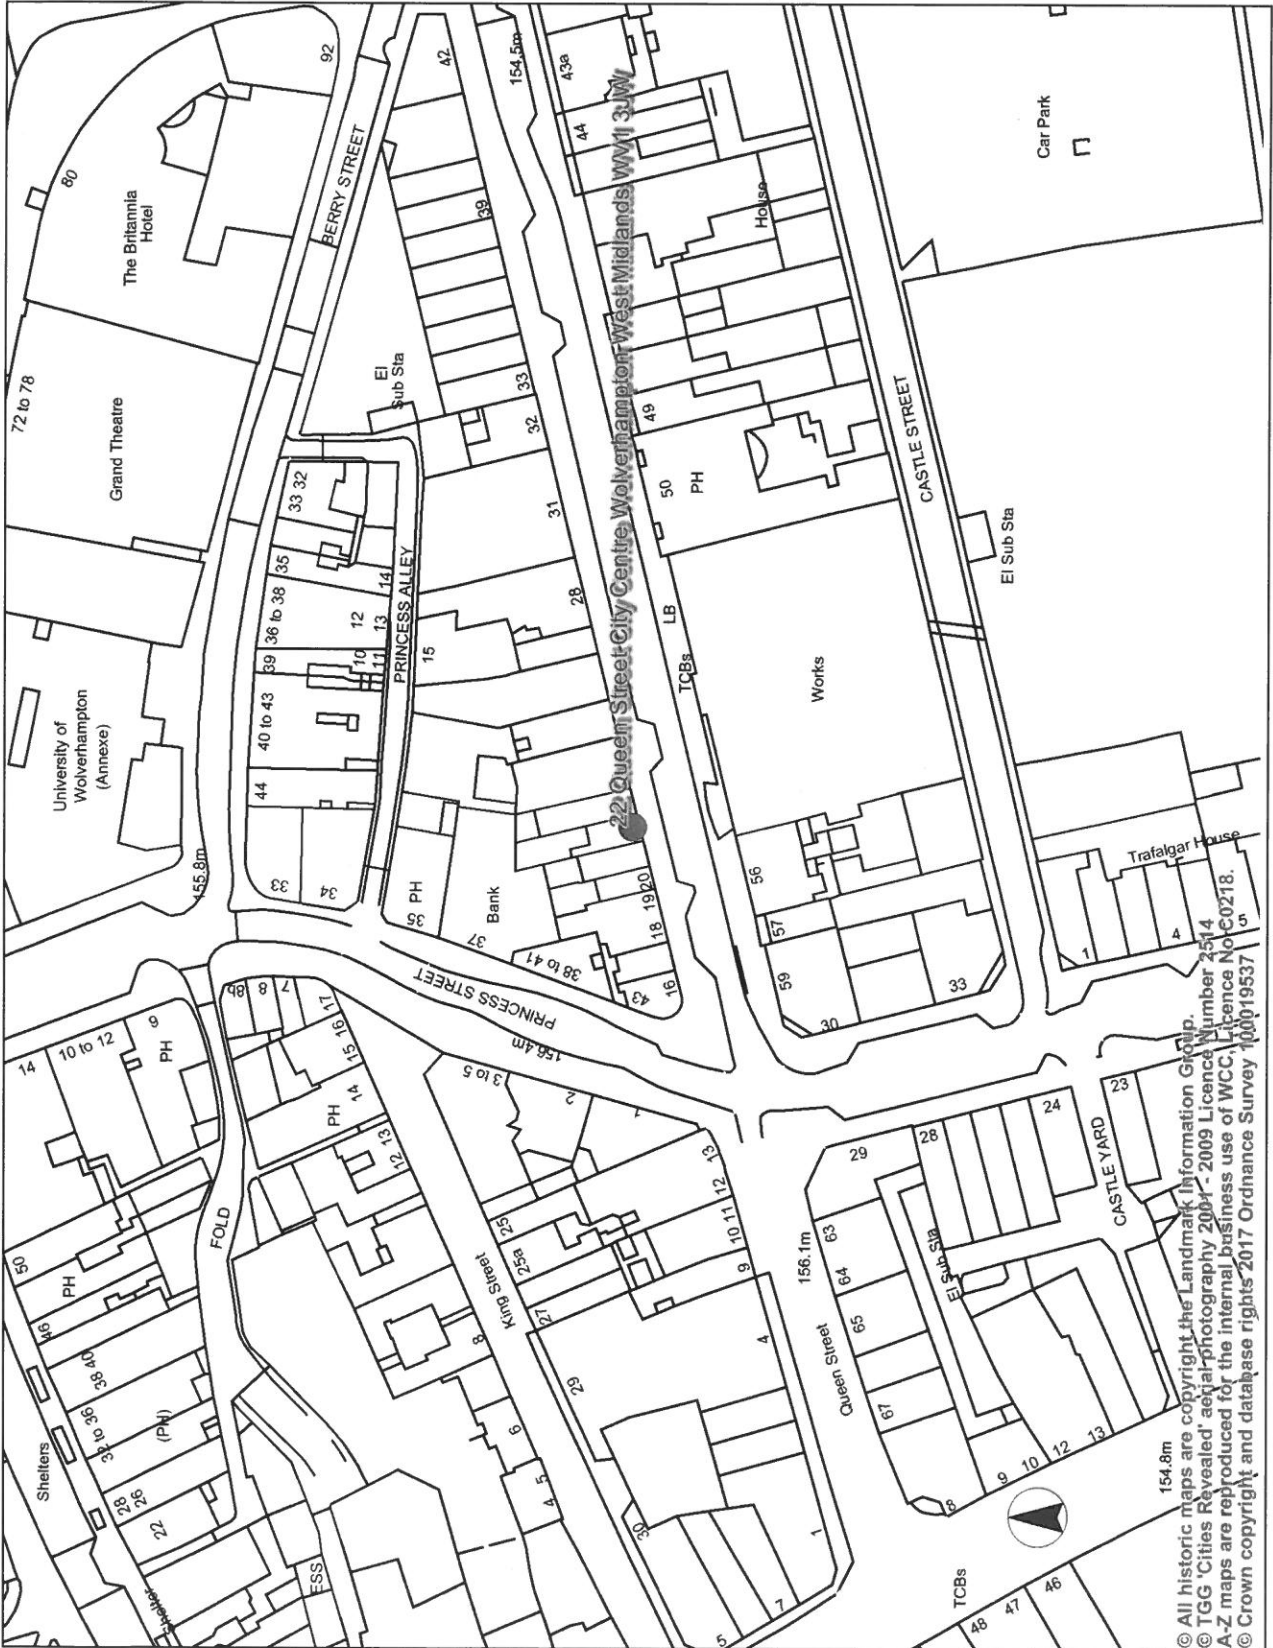 72 to 78
80
92
The Britannia
Hotel
Grand Theatre
University of
Wolverhampton
(Annexe)
BERRY STREET
155.8m
El
Sub Sta
42
39
33
32
31
28
154.5m
43a
44
House
Car Park
33 32
35
36 to 38
39
40 to 43
44
33
34
14
12
13
10
11
PRINCESS ALLEY
15
PH
35
Bank
37
38 to 41
43
16
18
19
20
22 Queen Street City Centre Wolverhampton West Midlands WV1 3JW
49
50
PH
LB
TCBs
Works
CASTLE STREET
El Sub Sta
56
57
59
30
33
Trafalgar House
1
4
5
PRINCESS STREET
156.4m
14
10 to 12
9
PH
8b
8
7
17
16
15
14
PH
13
12
FOLD
50
PH
46
38 40
32 to 36
(PH)
28
26
22
Shelters
Shelter
ESS
King Street
8
6
5
4
3 to 5
2
1
13
12
11
10
9
25
25a
27
29
30
4
1
7
5
156.1m
Queen Street
63
64
65
67
29
28
24
23
El Sub Sta
CASTLE YARD
8
9
10
12
13
154.8m
TCBs
48
47
46
© All historic maps are copyright the Landmark Information Group.
© TGG 'Cities Revealed' aerial photography 2001 - 2009 Licence Number 2514
A-Z maps are reproduced for the internal business use of WCC, Licence No C0218.
© Crown copyright and database rights 2017 Ordnance Survey 100019537